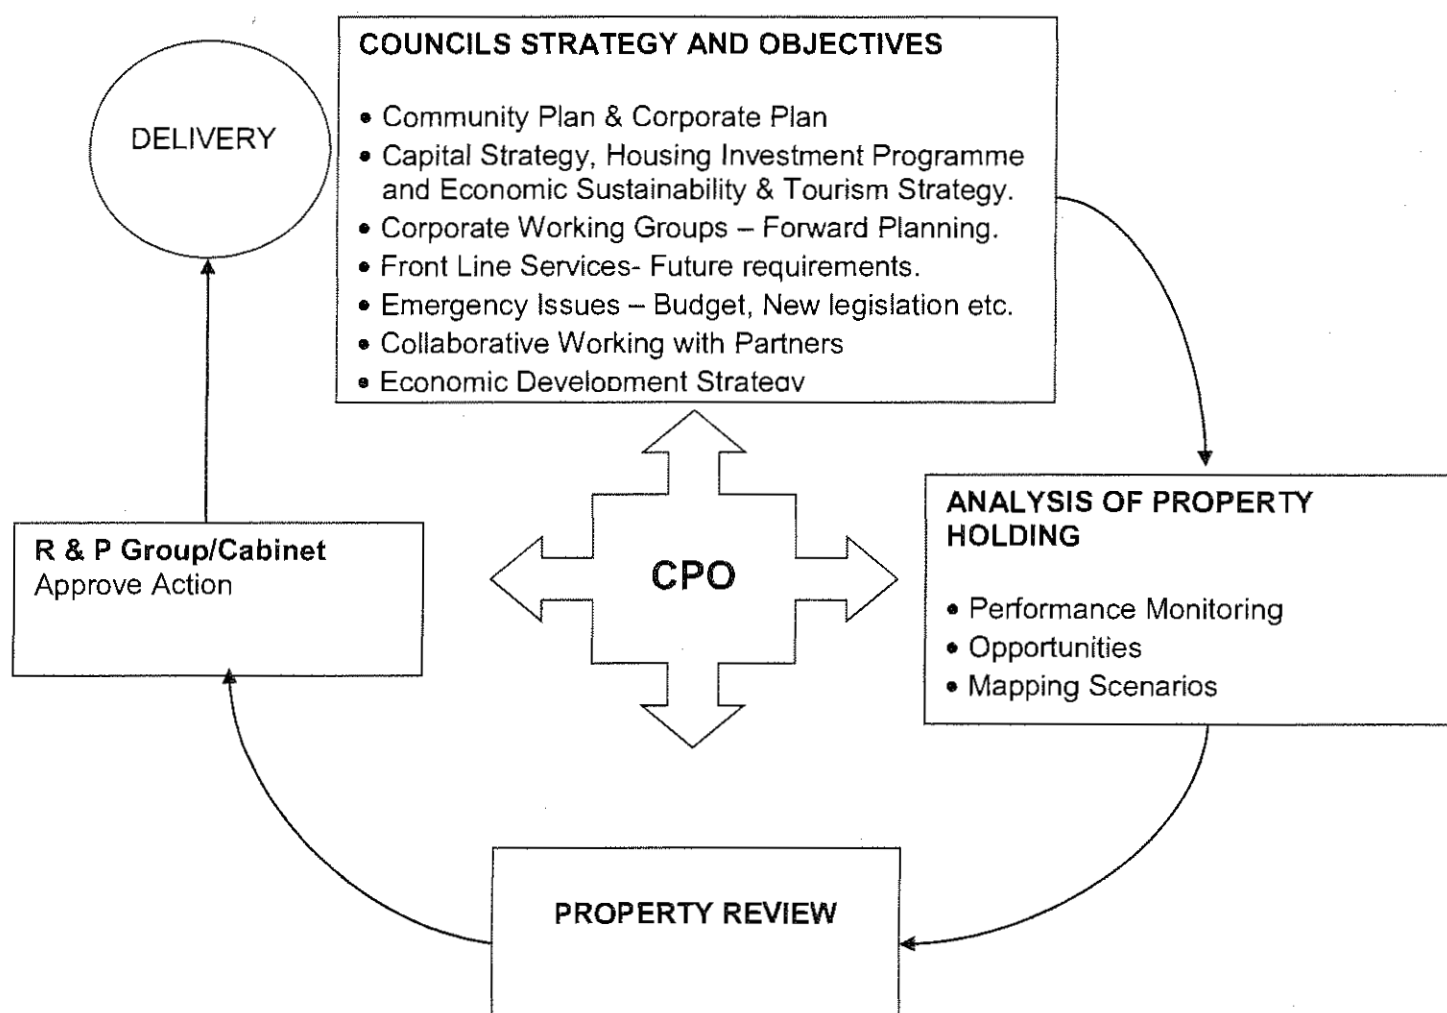 COUNCILS STRATEGY AND OBJECTIVES
• Community Plan & Corporate Plan
• Capital Strategy, Housing Investment Programme
and Economic Sustainability & Tourism Strategy.
• Corporate Working Groups – Forward Planning.
• Front Line Services- Future requirements.
• Emergency Issues – Budget, New legislation etc.
• Collaborative Working with Partners
• Economic Development Strategy
DELIVERY
ANALYSIS OF PROPERTY
HOLDING
• Performance Monitoring
• Opportunities
• Mapping Scenarios
R & P Group/Cabinet
Approve Action
CPO
PROPERTY REVIEW